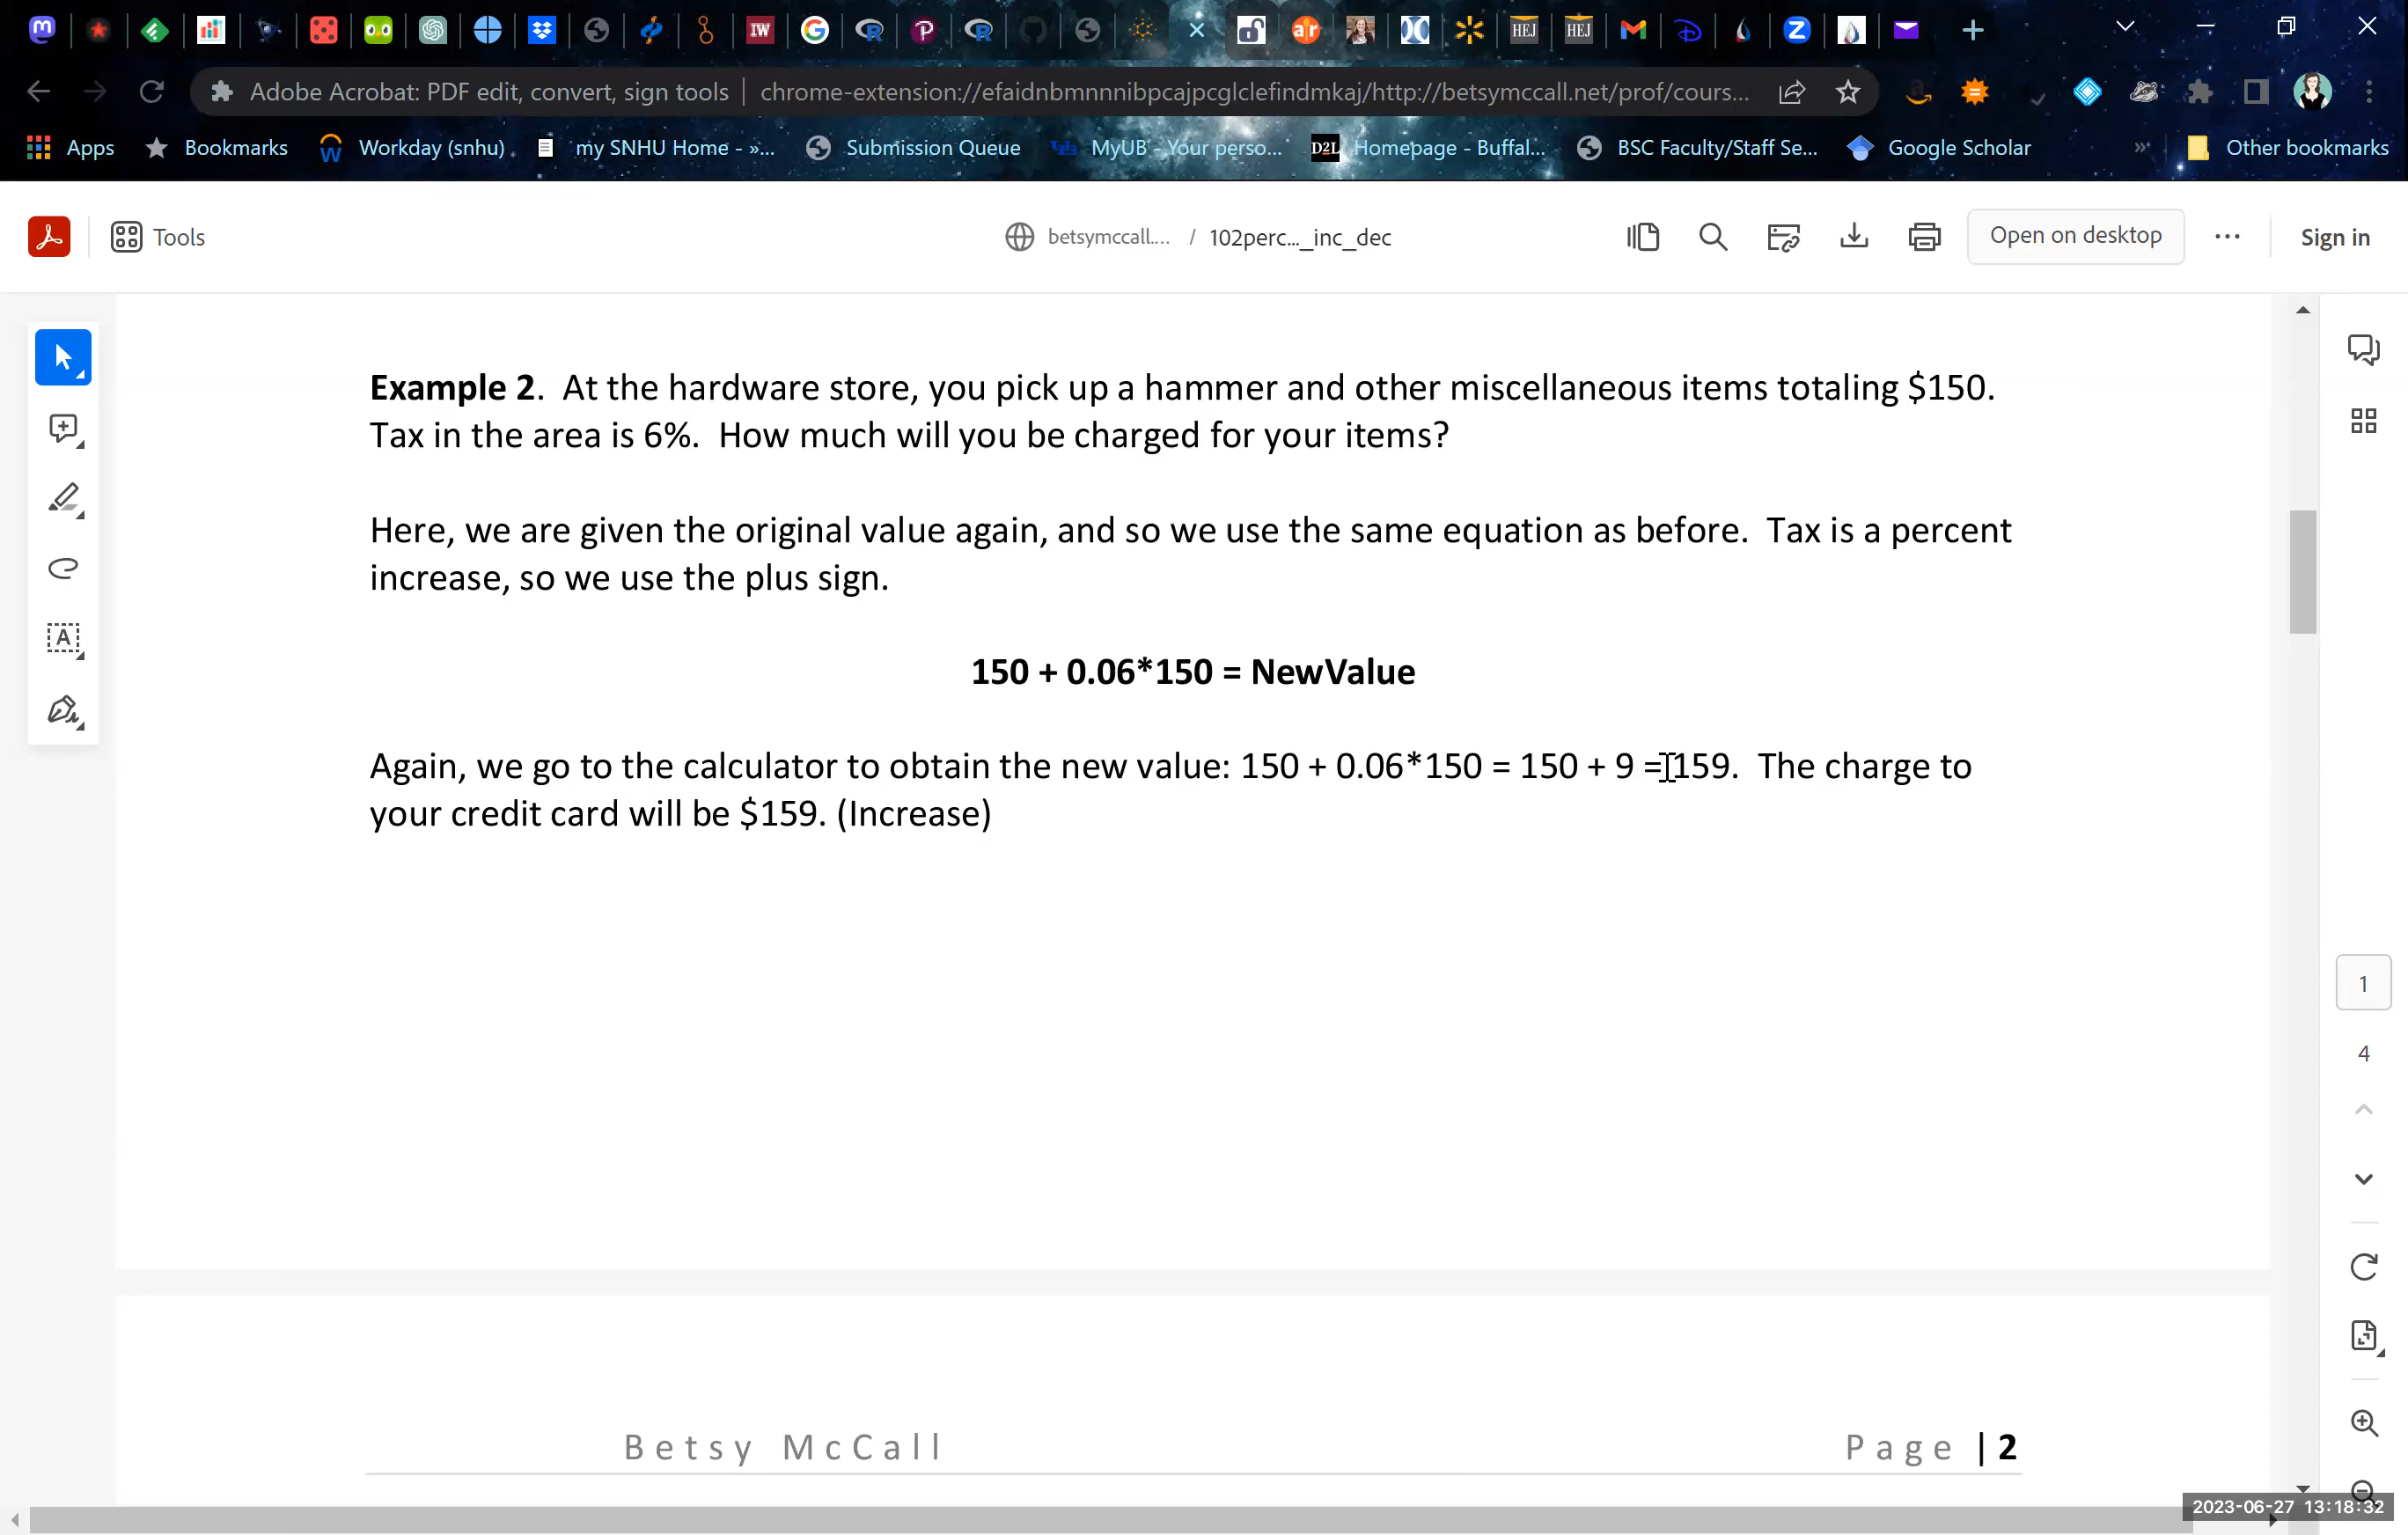 IW
HEJ
HEJ
Adobe Acrobat: PDF edit, convert, sign tools | chrome-extension://efaidnbmnnnibpcajpcglclefindmkaj/http://betsymccall.net/prof/cours...
Apps Bookmarks Workday (snhu) my SNHU Home - »... Submission Queue MyUB - Your perso... D2L Homepage - Buffal... BSC Faculty/Staff Se... Google Scholar » Other bookmarks
Tools betsymccall.... / 102perc..._inc_dec Open on desktop ... Sign in
Example 2. At the hardware store, you pick up a hammer and other miscellaneous items totaling $150.
Tax in the area is 6%. How much will you be charged for your items?
Here, we are given the original value again, and so we use the same equation as before. Tax is a percent
increase, so we use the plus sign.
150 + 0.06*150 = NewValue
Again, we go to the calculator to obtain the new value: 150 + 0.06*150 = 150 + 9 = 159. The charge to
your credit card will be $159. (Increase)
1
4
Betsy McCall Page | 2
2023-06-27 13:18:32